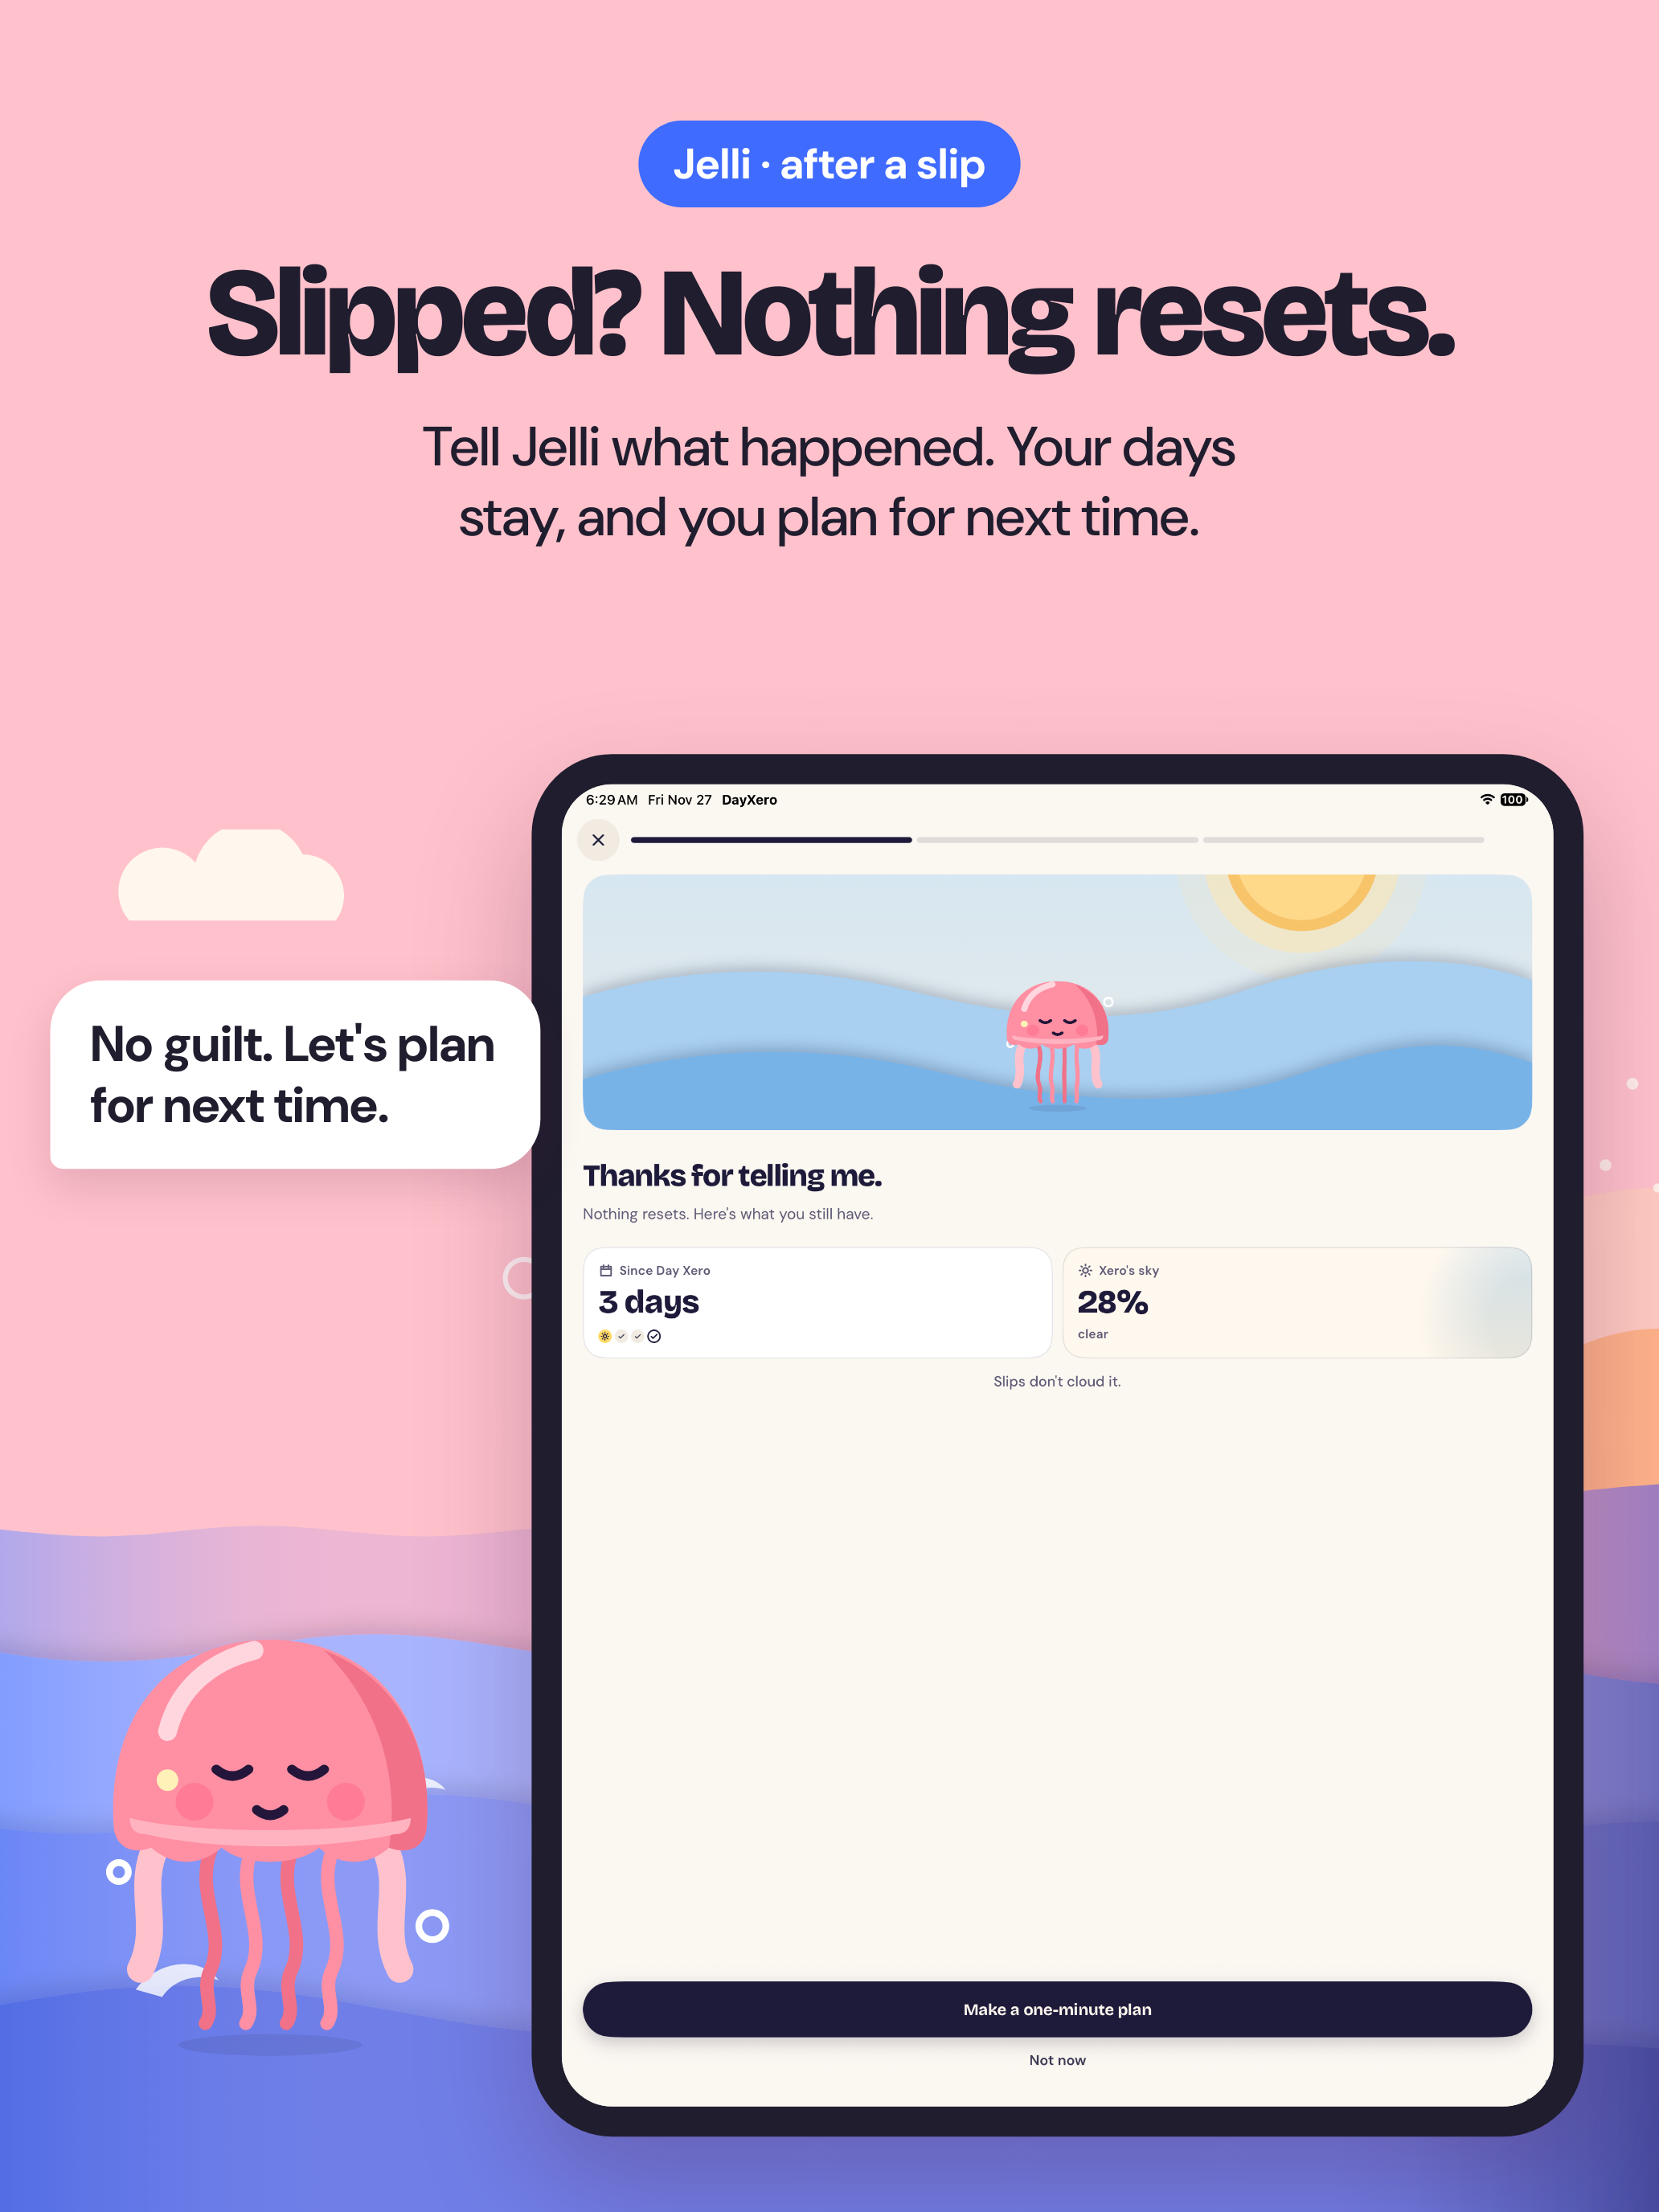 Jelli · after a slip
Slipped? Nothing resets.
Tell Jelli what happened. Your days
stay, and you plan for next time.
6:29 AM Fri Nov 27 DayXero
100
No guilt. Let's plan
for next time.
Thanks for telling me.
Nothing resets. Here's what you still have.
Since Day Xero
3 days
Xero's sky
28%
clear
Slips don't cloud it.
Make a one-minute plan
Not now